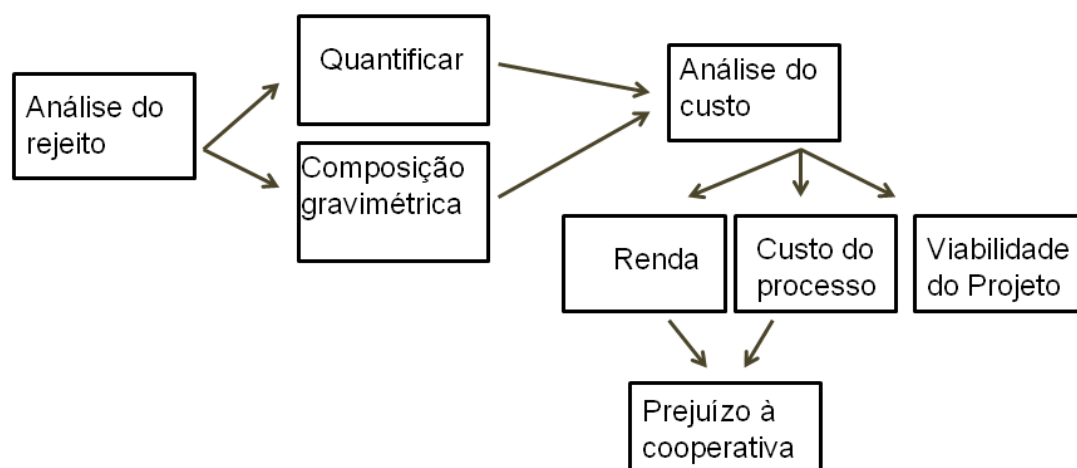 Quantificar
Análise do
custo
Análise do
rejeito
Composição
gravimétrica
Renda
Custo do
processo
Viabilidade
do Projeto
Prejuízo à
cooperativa